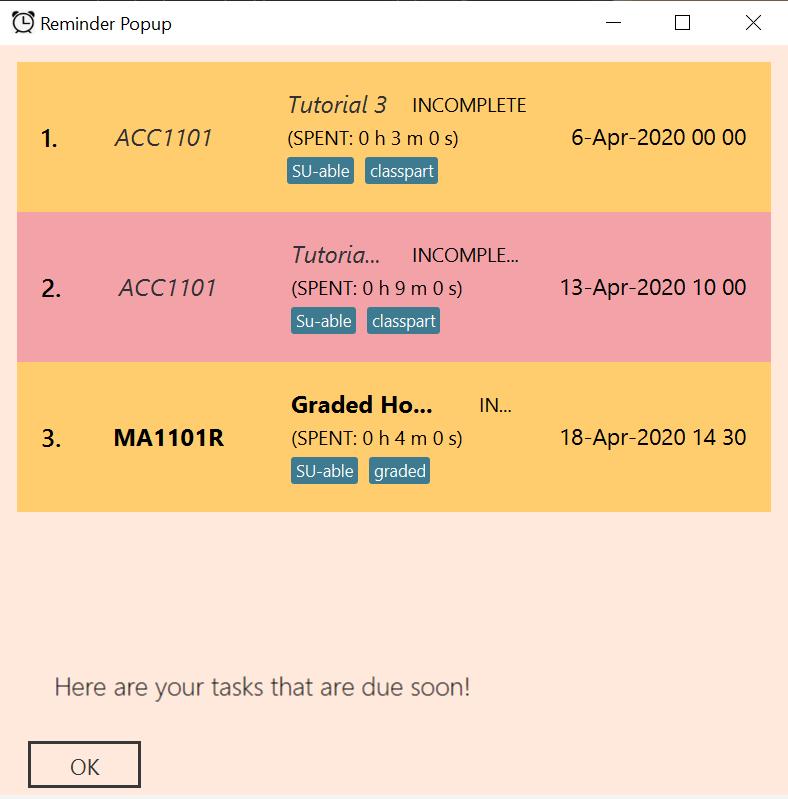 Reminder Popup
Tutorial 3 INCOMPLETE
1. ACC1101 (SPENT: 0 h 3 m 0 s) 6-Apr-2020 00 00
SU-able classpart
Tutoria... INCOMPLE...
2. ACC1101 (SPENT: 0 h 9 m 0 s) 13-Apr-2020 10 00
Su-able classpart
Graded Ho... IN...
3. MA1101R (SPENT: 0 h 4 m 0 s) 18-Apr-2020 14 30
SU-able graded
Here are your tasks that are due soon!
OK